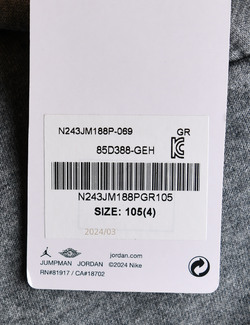 N243JM188P-069 GR
85D388-GEH
N243JM188PGR105
SIZE: 105(4)
2024/03
jordan.com
JUMPMAN JORDAN ©2024 Nike
RN#81917 / CA#18702